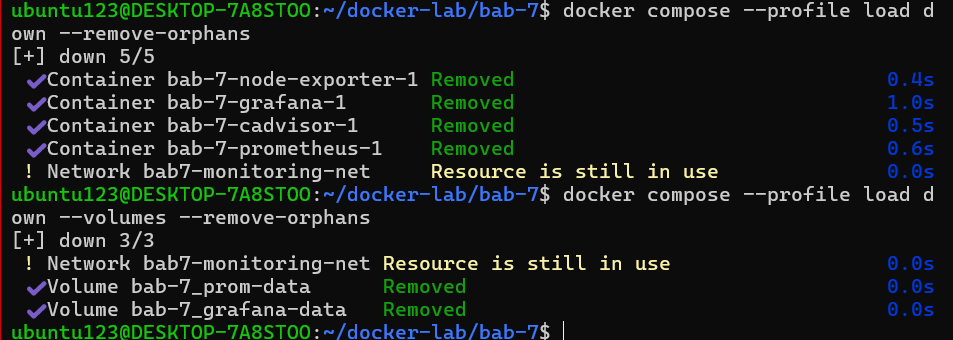 ubuntu123@DESKTOP-7A8STOO:~/docker-lab/bab-7$ docker compose --profile load d
own --remove-orphans
[+] down 5/5
✔Container bab-7-node-exporter-1 Removed 0.4s
✔Container bab-7-grafana-1 Removed 1.0s
✔Container bab-7-cadvisor-1 Removed 0.5s
✔Container bab-7-prometheus-1 Removed 0.6s
! Network bab7-monitoring-net Resource is still in use 0.0s
ubuntu123@DESKTOP-7A8STOO:~/docker-lab/bab-7$ docker compose --profile load d
own --volumes --remove-orphans
[+] down 3/3
! Network bab7-monitoring-net Resource is still in use 0.0s
✔Volume bab-7_prom-data Removed 0.0s
✔Volume bab-7_grafana-data Removed 0.0s
ubuntu123@DESKTOP-7A8STOO:~/docker-lab/bab-7$